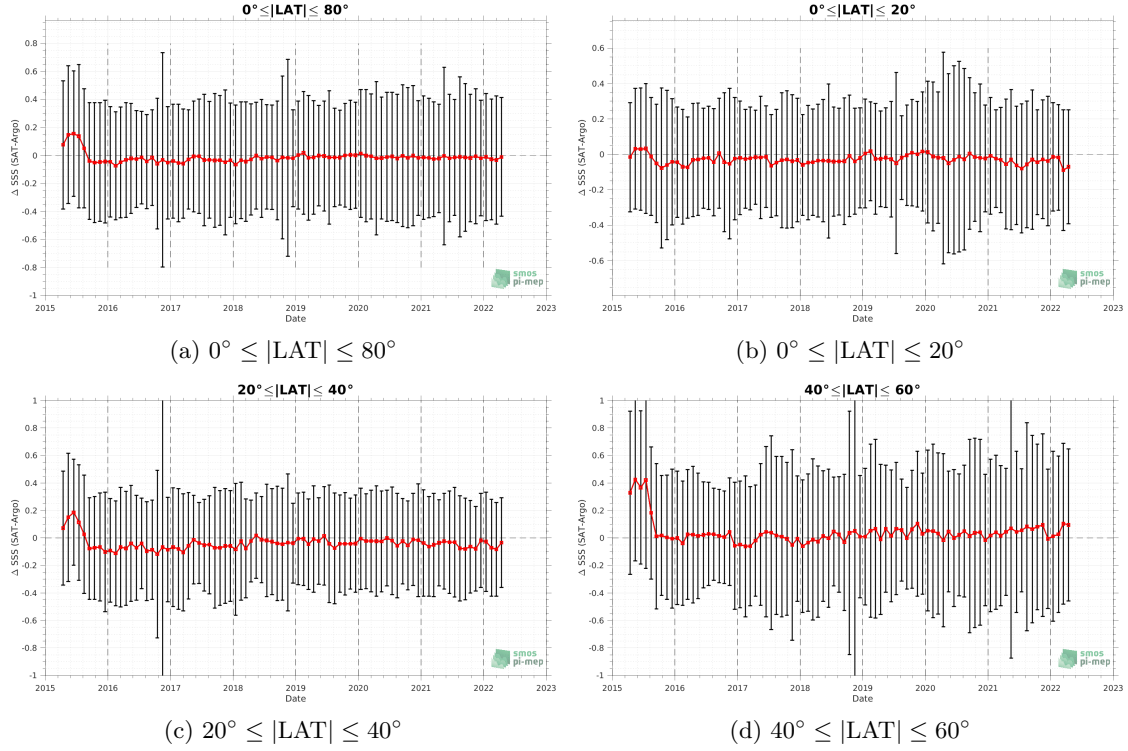 0°≤|LAT|≤ 80°
Δ SSS (SAT-Argo)
0.8
0.6
0.4
0.2
0
-0.2
-0.4
-0.6
-0.8
-1
2015 2016 2017 2018 2019 2020 2021 2022 2023
Date
smos
pi-mep
(a) 0° ≤ |LAT| ≤ 80°
0°≤|LAT|≤ 20°
Δ SSS (SAT-Argo)
0.6
0.4
0.2
0
-0.2
-0.4
-0.6
2015 2016 2017 2018 2019 2020 2021 2022 2023
Date
smos
pi-mep
(b) 0° ≤ |LAT| ≤ 20°
20°≤|LAT|≤ 40°
Δ SSS (SAT-Argo)
1
0.8
0.6
0.4
0.2
0
-0.2
-0.4
-0.6
-0.8
-1
2015 2016 2017 2018 2019 2020 2021 2022 2023
Date
smos
pi-mep
(c) 20° ≤ |LAT| ≤ 40°
40°≤|LAT|≤ 60°
Δ SSS (SAT-Argo)
1
0.8
0.6
0.4
0.2
0
-0.2
-0.4
-0.6
-0.8
-1
2015 2016 2017 2018 2019 2020 2021 2022 2023
Date
smos
pi-mep
(d) 40° ≤ |LAT| ≤ 60°